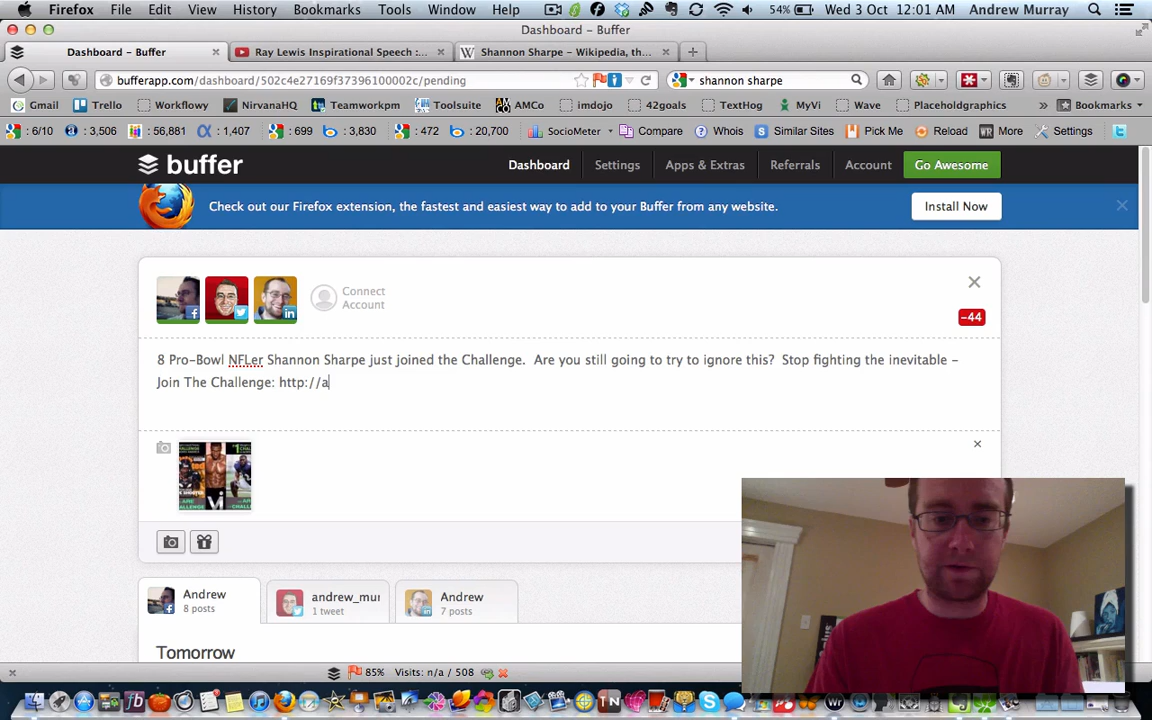 Firefox File Edit View History Bookmarks Tools Window Help 54% Wed 3 Oct 12:01 AM Andrew Murray
Dashboard – Buffer
Dashboard – Buffer Ray Lewis Inspirational Speech :... Shannon Sharpe – Wikipedia, th...
bufferapp.com/dashboard/502c4e27169f37396100002c/pending shannon sharpe
Gmail Trello Workflowy NirvanaHQ Teamworkpm Toolsuite AMCo imdojo 42goals TextHog MyVi Wave Placeholdgraphics » Bookmarks
: 6/10 : 3,506 : 56,881 : 1,407 : 699 : 3,830 : 472 : 20,700 SocioMeter Compare Whois Similar Sites Pick Me Reload More Settings
buffer Dashboard Settings Apps & Extras Referrals Account Go Awesome
Check out our Firefox extension, the fastest and easiest way to add to your Buffer from any website. Install Now
Connect
Account
-44
8 Pro-Bowl NFLer Shannon Sharpe just joined the Challenge. Are you still going to try to ignore this? Stop fighting the inevitable –
Join The Challenge: http://a
Andrew
8 posts
andrew_mur
1 tweet
Andrew
7 posts
Tomorrow
85% Visits: n/a / 508